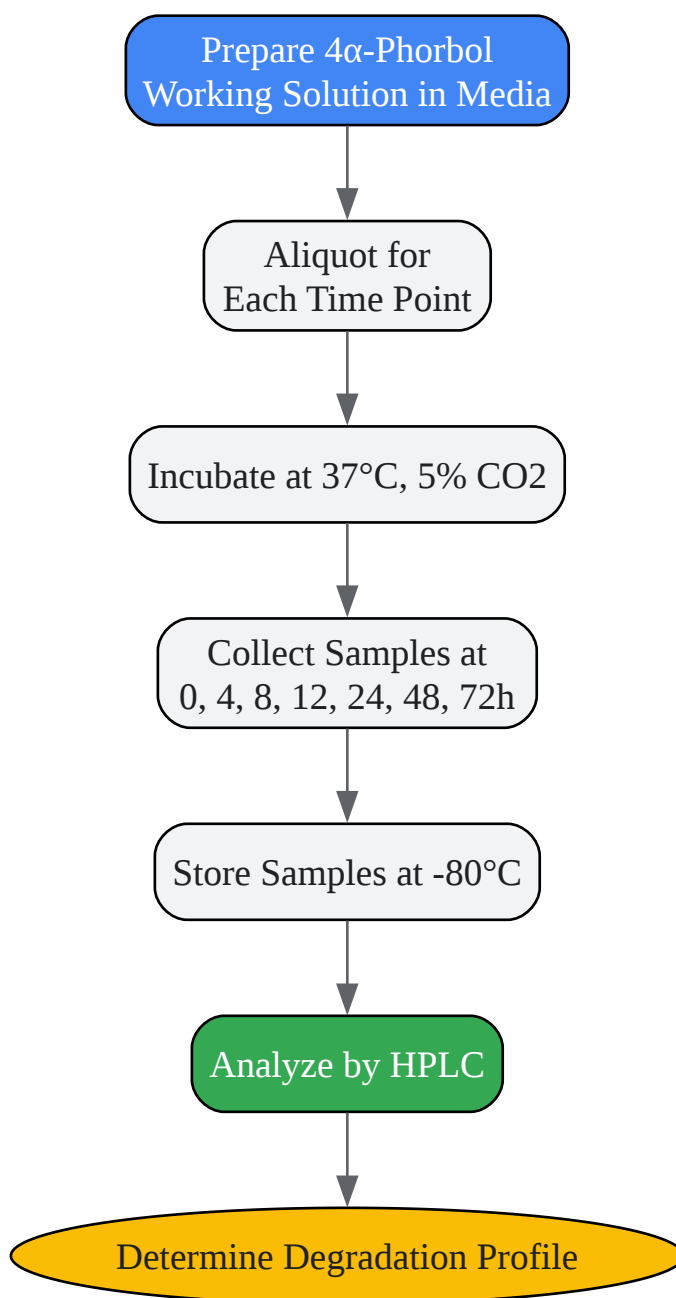 Prepare 4α-Phorbol
Working Solution in Media
Aliquot for
Each Time Point
Incubate at 37°C, 5% CO2
Collect Samples at
0, 4, 8, 12, 24, 48, 72h
Store Samples at -80°C
Analyze by HPLC
Determine Degradation Profile